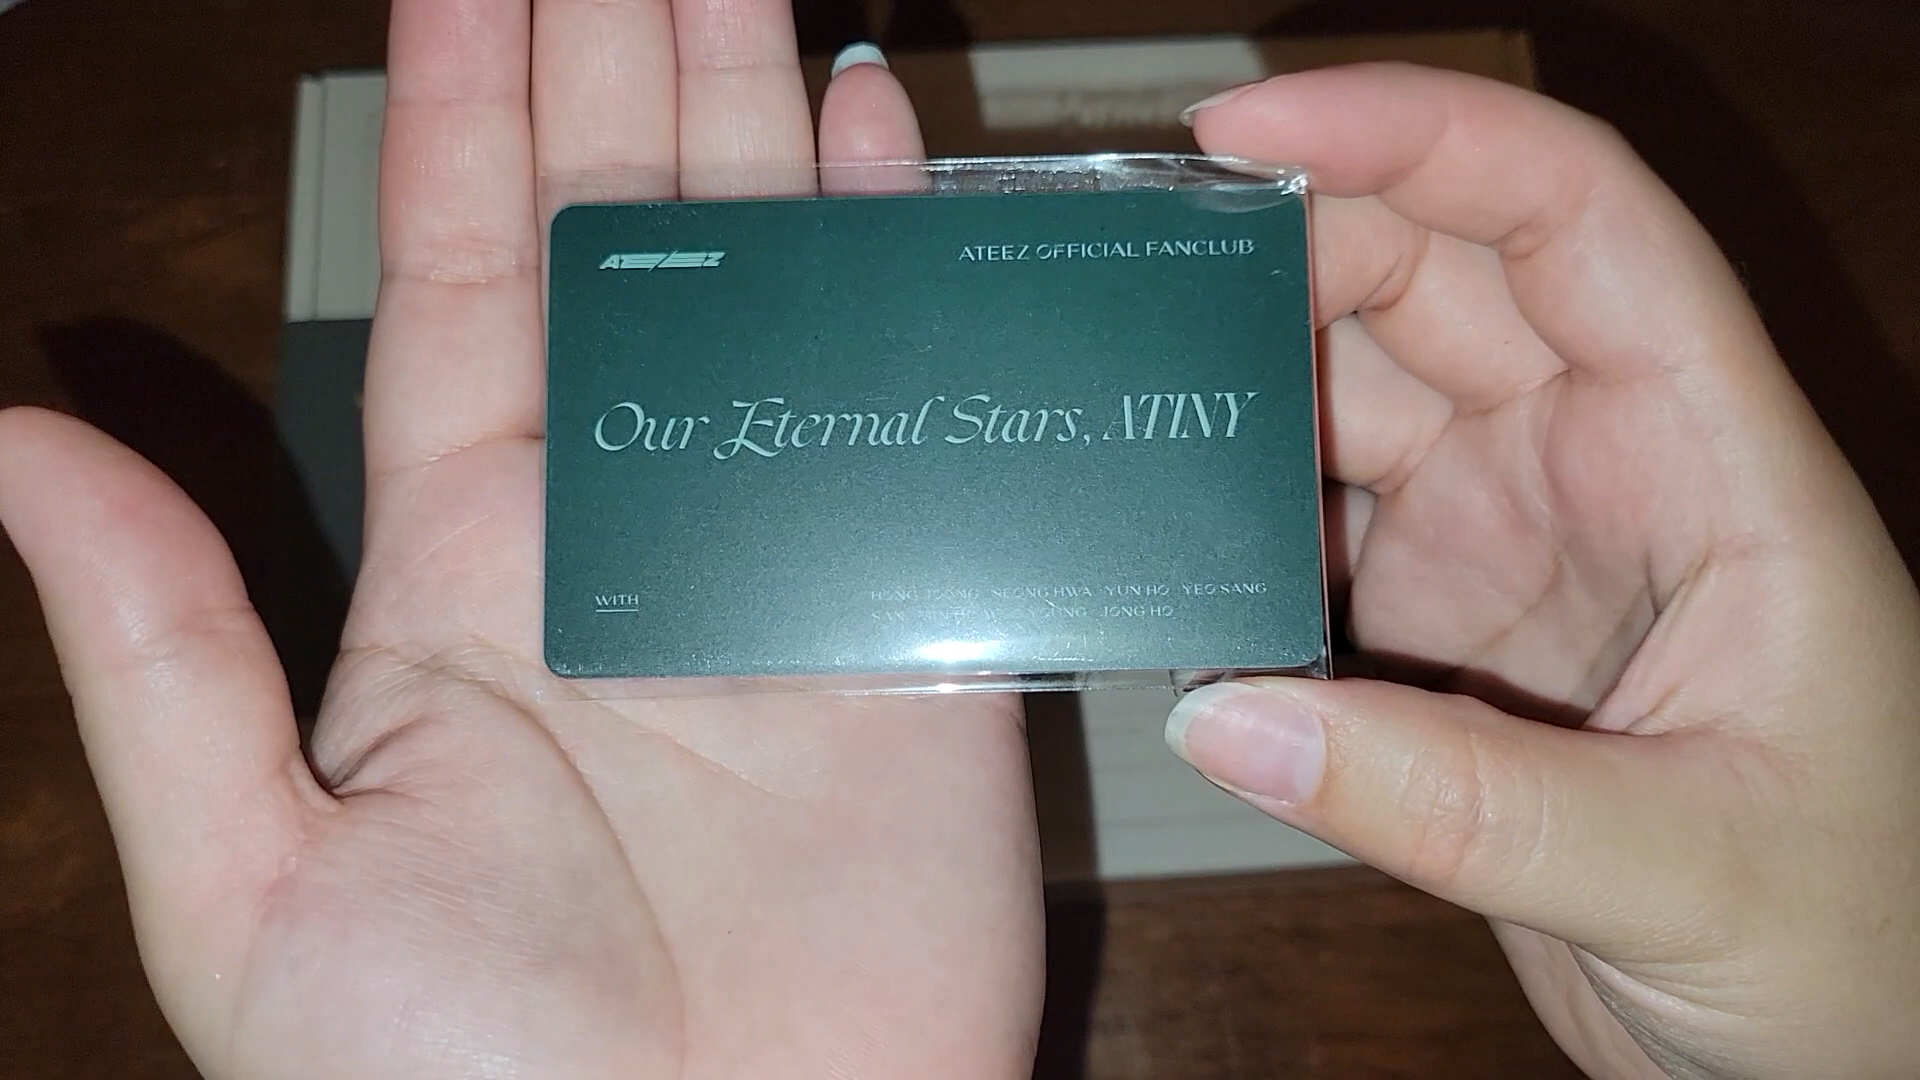 ATEEZ
ATEEZ OFFICIAL FANCLUB
Our Eternal Stars, ATINY
WITH
HONG JOONG SEONG HWA YUN HO YEO SANG
SAN JONG HO